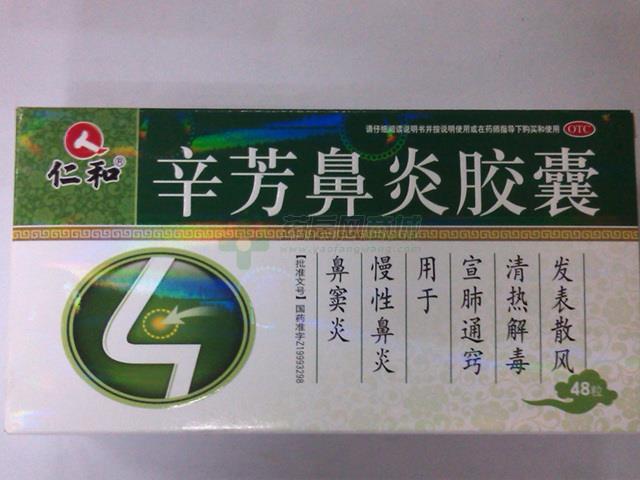 请仔细阅读说明书并按说明使用或在药师指导下购买和使用 OTC
仁和®
辛芳鼻炎胶囊
www.yaofangwang.com
发表散风
清热解毒
宣肺通窍
用于
慢性鼻炎
鼻窦炎
【批准文号】国药准字Z19993298
48粒